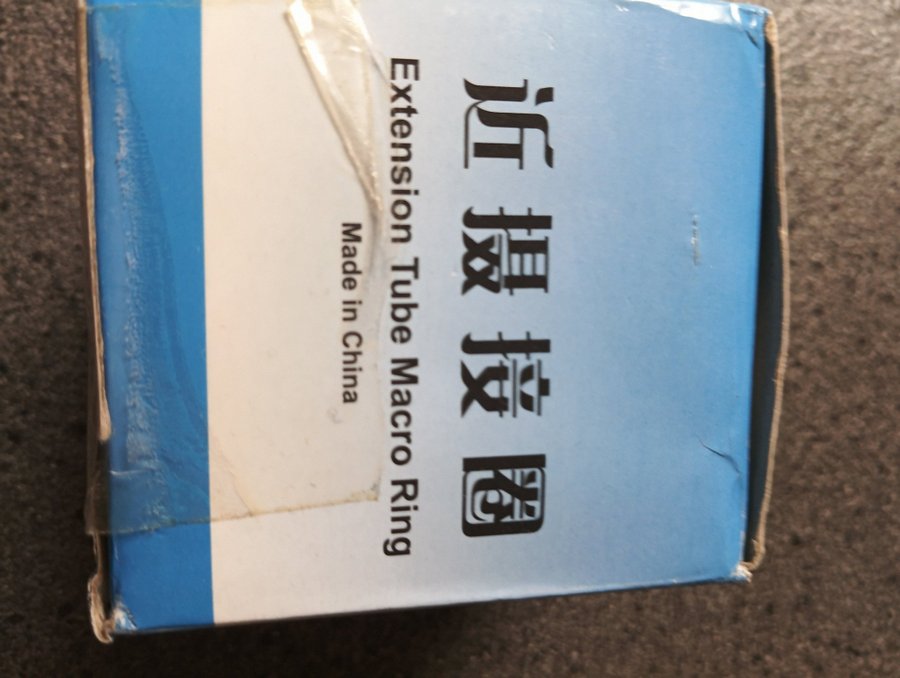 近摄接圈
Extension Tube Macro Ring
Made in China